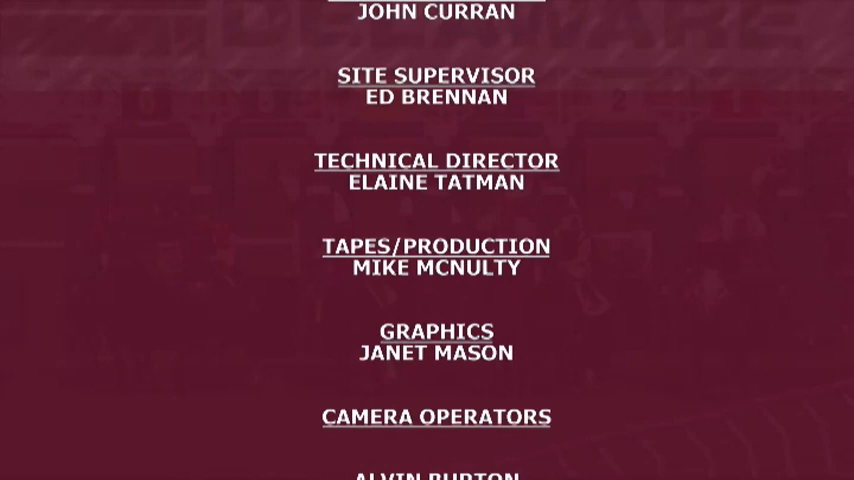 DELAWARE
JOHN CURRAN
SITE SUPERVISOR
ED BRENNAN
TECHNICAL DIRECTOR
ELAINE TATMAN
TAPES/PRODUCTION
MIKE MCNULTY
GRAPHICS
JANET MASON
CAMERA OPERATORS
ALVIN BURTON